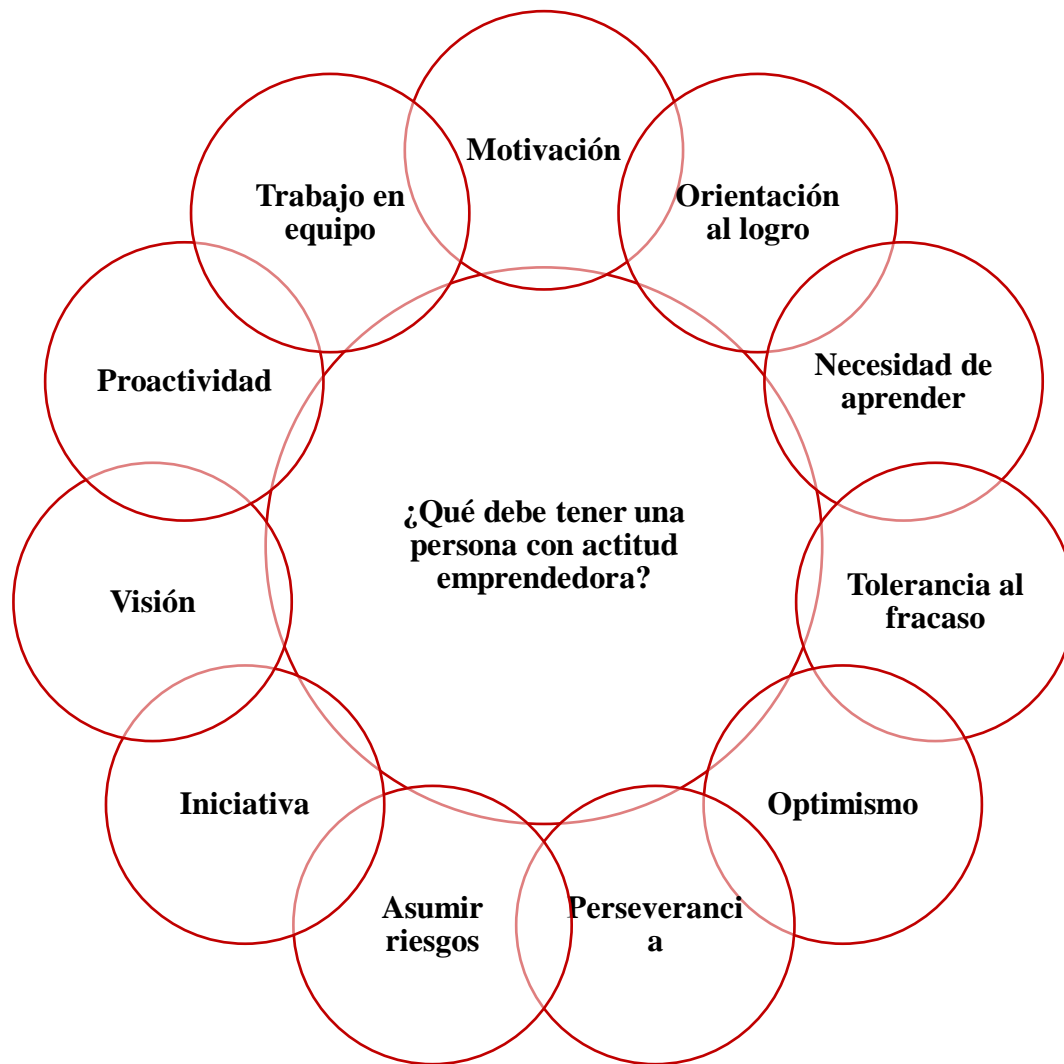 Motivación
Orientación
al logro
Necesidad de
aprender
Tolerancia al
fracaso
Optimismo
Perseveranci
a
Asumir
riesgos
Iniciativa
Visión
Proactividad
Trabajo en
equipo
¿Qué debe tener una
persona con actitud
emprendedora?